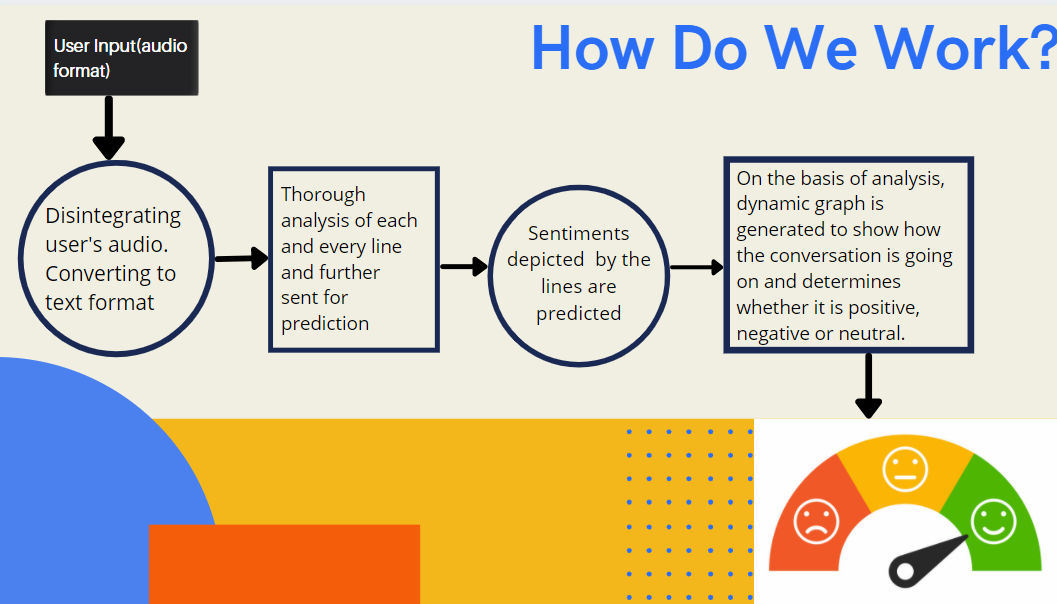 How Do We Work?
User Input(audio
format)
Disintegrating
user's audio.
Converting to
text format
Thorough
analysis of each
and every line
and further
sent for
prediction
Sentiments
depicted by the
lines are
predicted
On the basis of analysis,
dynamic graph is
generated to show how
the conversation is going
on and determines
whether it is positive,
negative or neutral.